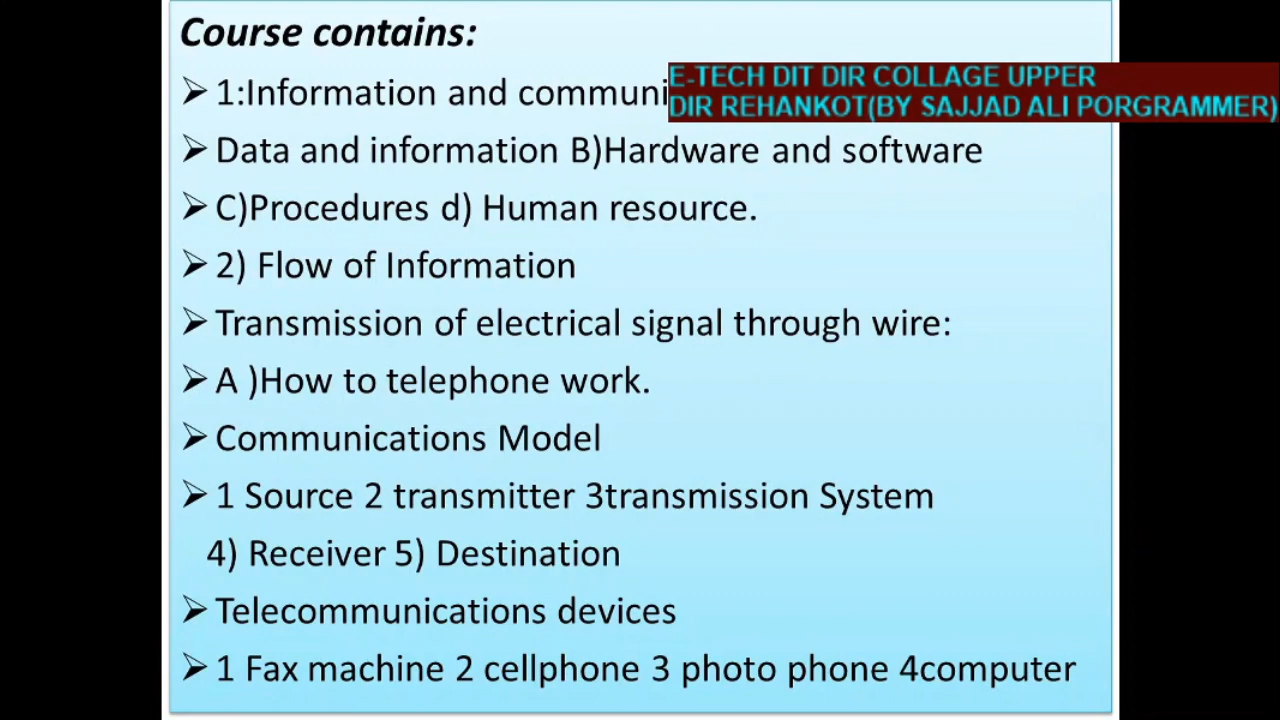 Course contains:
1:Information and communi
E-TECH DIT DIR COLLAGE UPPER
DIR REHANKOT(BY SAJJAD ALI PORGRAMMER)
Data and information B)Hardware and software
C)Procedures d) Human resource.
2) Flow of Information
Transmission of electrical signal through wire:
A )How to telephone work.
Communications Model
1 Source 2 transmitter 3transmission System
4) Receiver 5) Destination
Telecommunications devices
1 Fax machine 2 cellphone 3 photo phone 4computer